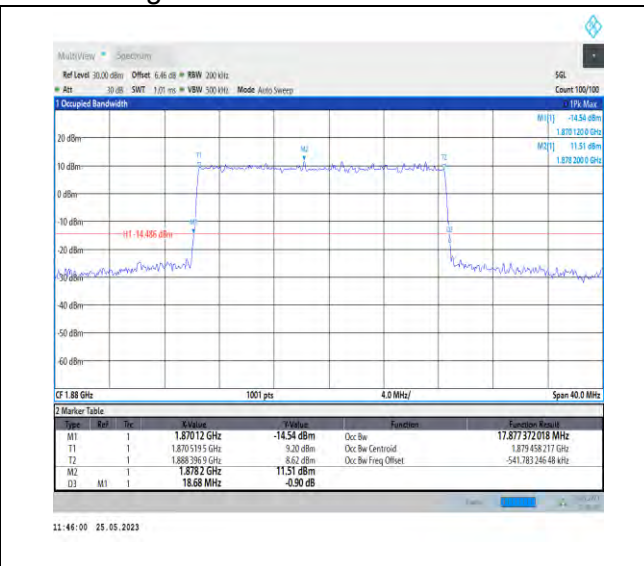 MultiView Spectrum
Ref Level 30.00 dBm Offset 6.46 dB RBW 200 kHz SGL
Att 30 dB SWT 1.01 ms VBW 500 kHz Mode Auto Sweep Count 100/100
1 Occupied Bandwidth 1Pk Max
M1[1] -14.54 dBm
1.870 120 0 GHz
M2[1] 11.51 dBm
1.878 200 0 GHz
20 dBm
T1 M2 T2
10 dBm
0 dBm
-10 dBm
M1 D3
H1 -14.486 dBm
-20 dBm
-30 dBm
-40 dBm
-50 dBm
-60 dBm
CF 1.88 GHz 1001 pts 4.0 MHz/ Span 40.0 MHz
2 Marker Table
Type Ref Trc X-Value Y-Value Function Function Result
M1 1 1.87012 GHz -14.54 dBm Occ Bw 17.877 372 018 MHz
T1 1 1.870 519 5 GHz 9.20 dBm Occ Bw Centroid 1.879 458 217 GHz
T2 1 1.888 396 9 GHz 8.62 dBm Occ Bw Freq Offset -541.783 246 48 kHz
M2 1 1.878 2 GHz 11.51 dBm
D3 M1 1 18.68 MHz -0.90 dB
11:46:00 25.05.2023